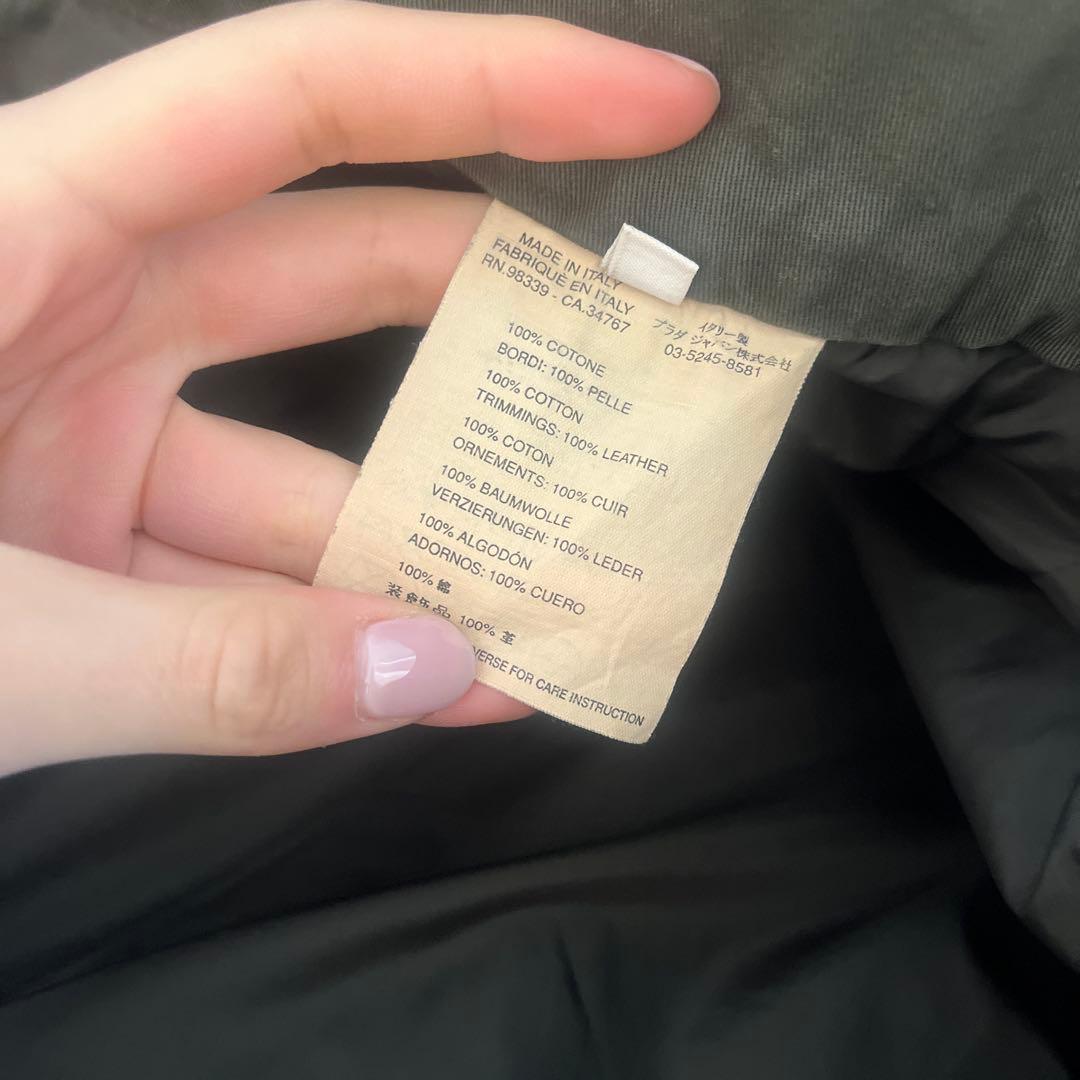 MADE IN ITALY
FABRIQUÉ EN ITALY
RN.98339 - CA.34767
イタリー製
プラダ ジャパン株式会社
03-5245-8581
100% COTONE
BORDI: 100% PELLE
100% COTTON
TRIMMINGS: 100% LEATHER
100% COTON
ORNEMENTS: 100% CUIR
100% BAUMWOLLE
VERZIERUNGEN: 100% LEDER
100% ALGODÓN
ADORNOS: 100% CUERO
100% 綿
装飾品 100% 革
VERSE FOR CARE INSTRUCTION